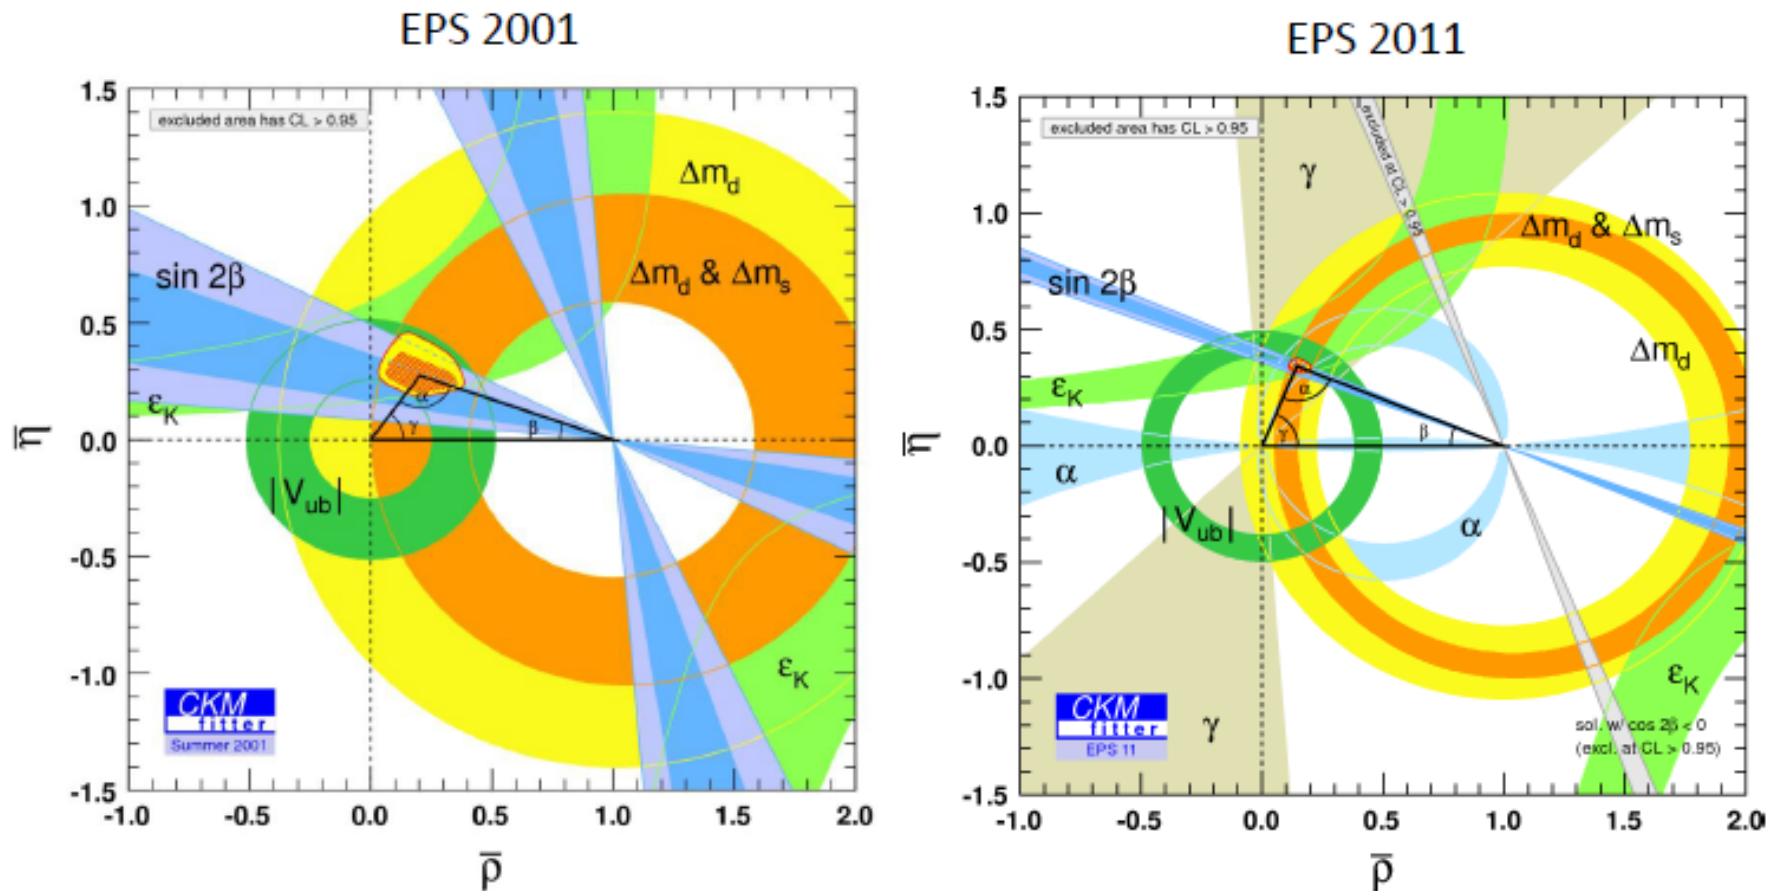 EPS 2001
EPS 2011
1.5
1.0
0.5
0.0
-0.5
-1.0
-1.5
-1.0
-0.5
0.0
0.5
1.0
1.5
2.0
η̅
ρ̅
excluded area has CL > 0.95
Δm_d
Δm_d & Δm_s
sin 2β
ε_K
α
γ
β
|V_ub|
ε_K
CKM
fitter
Summer 2001
1.5
1.0
0.5
0.0
-0.5
-1.0
-1.5
-1.0
-0.5
0.0
0.5
1.0
1.5
2.0
η̅
ρ̅
excluded area has CL > 0.95
excluded at CL > 0.95
γ
Δm_d & Δm_s
sin 2β
Δm_d
ε_K
α
γ
β
α
α
|V_ub|
ε_K
γ
CKM
fitter
EPS 11
sol. w/ cos 2β < 0
(excl. at CL > 0.95)